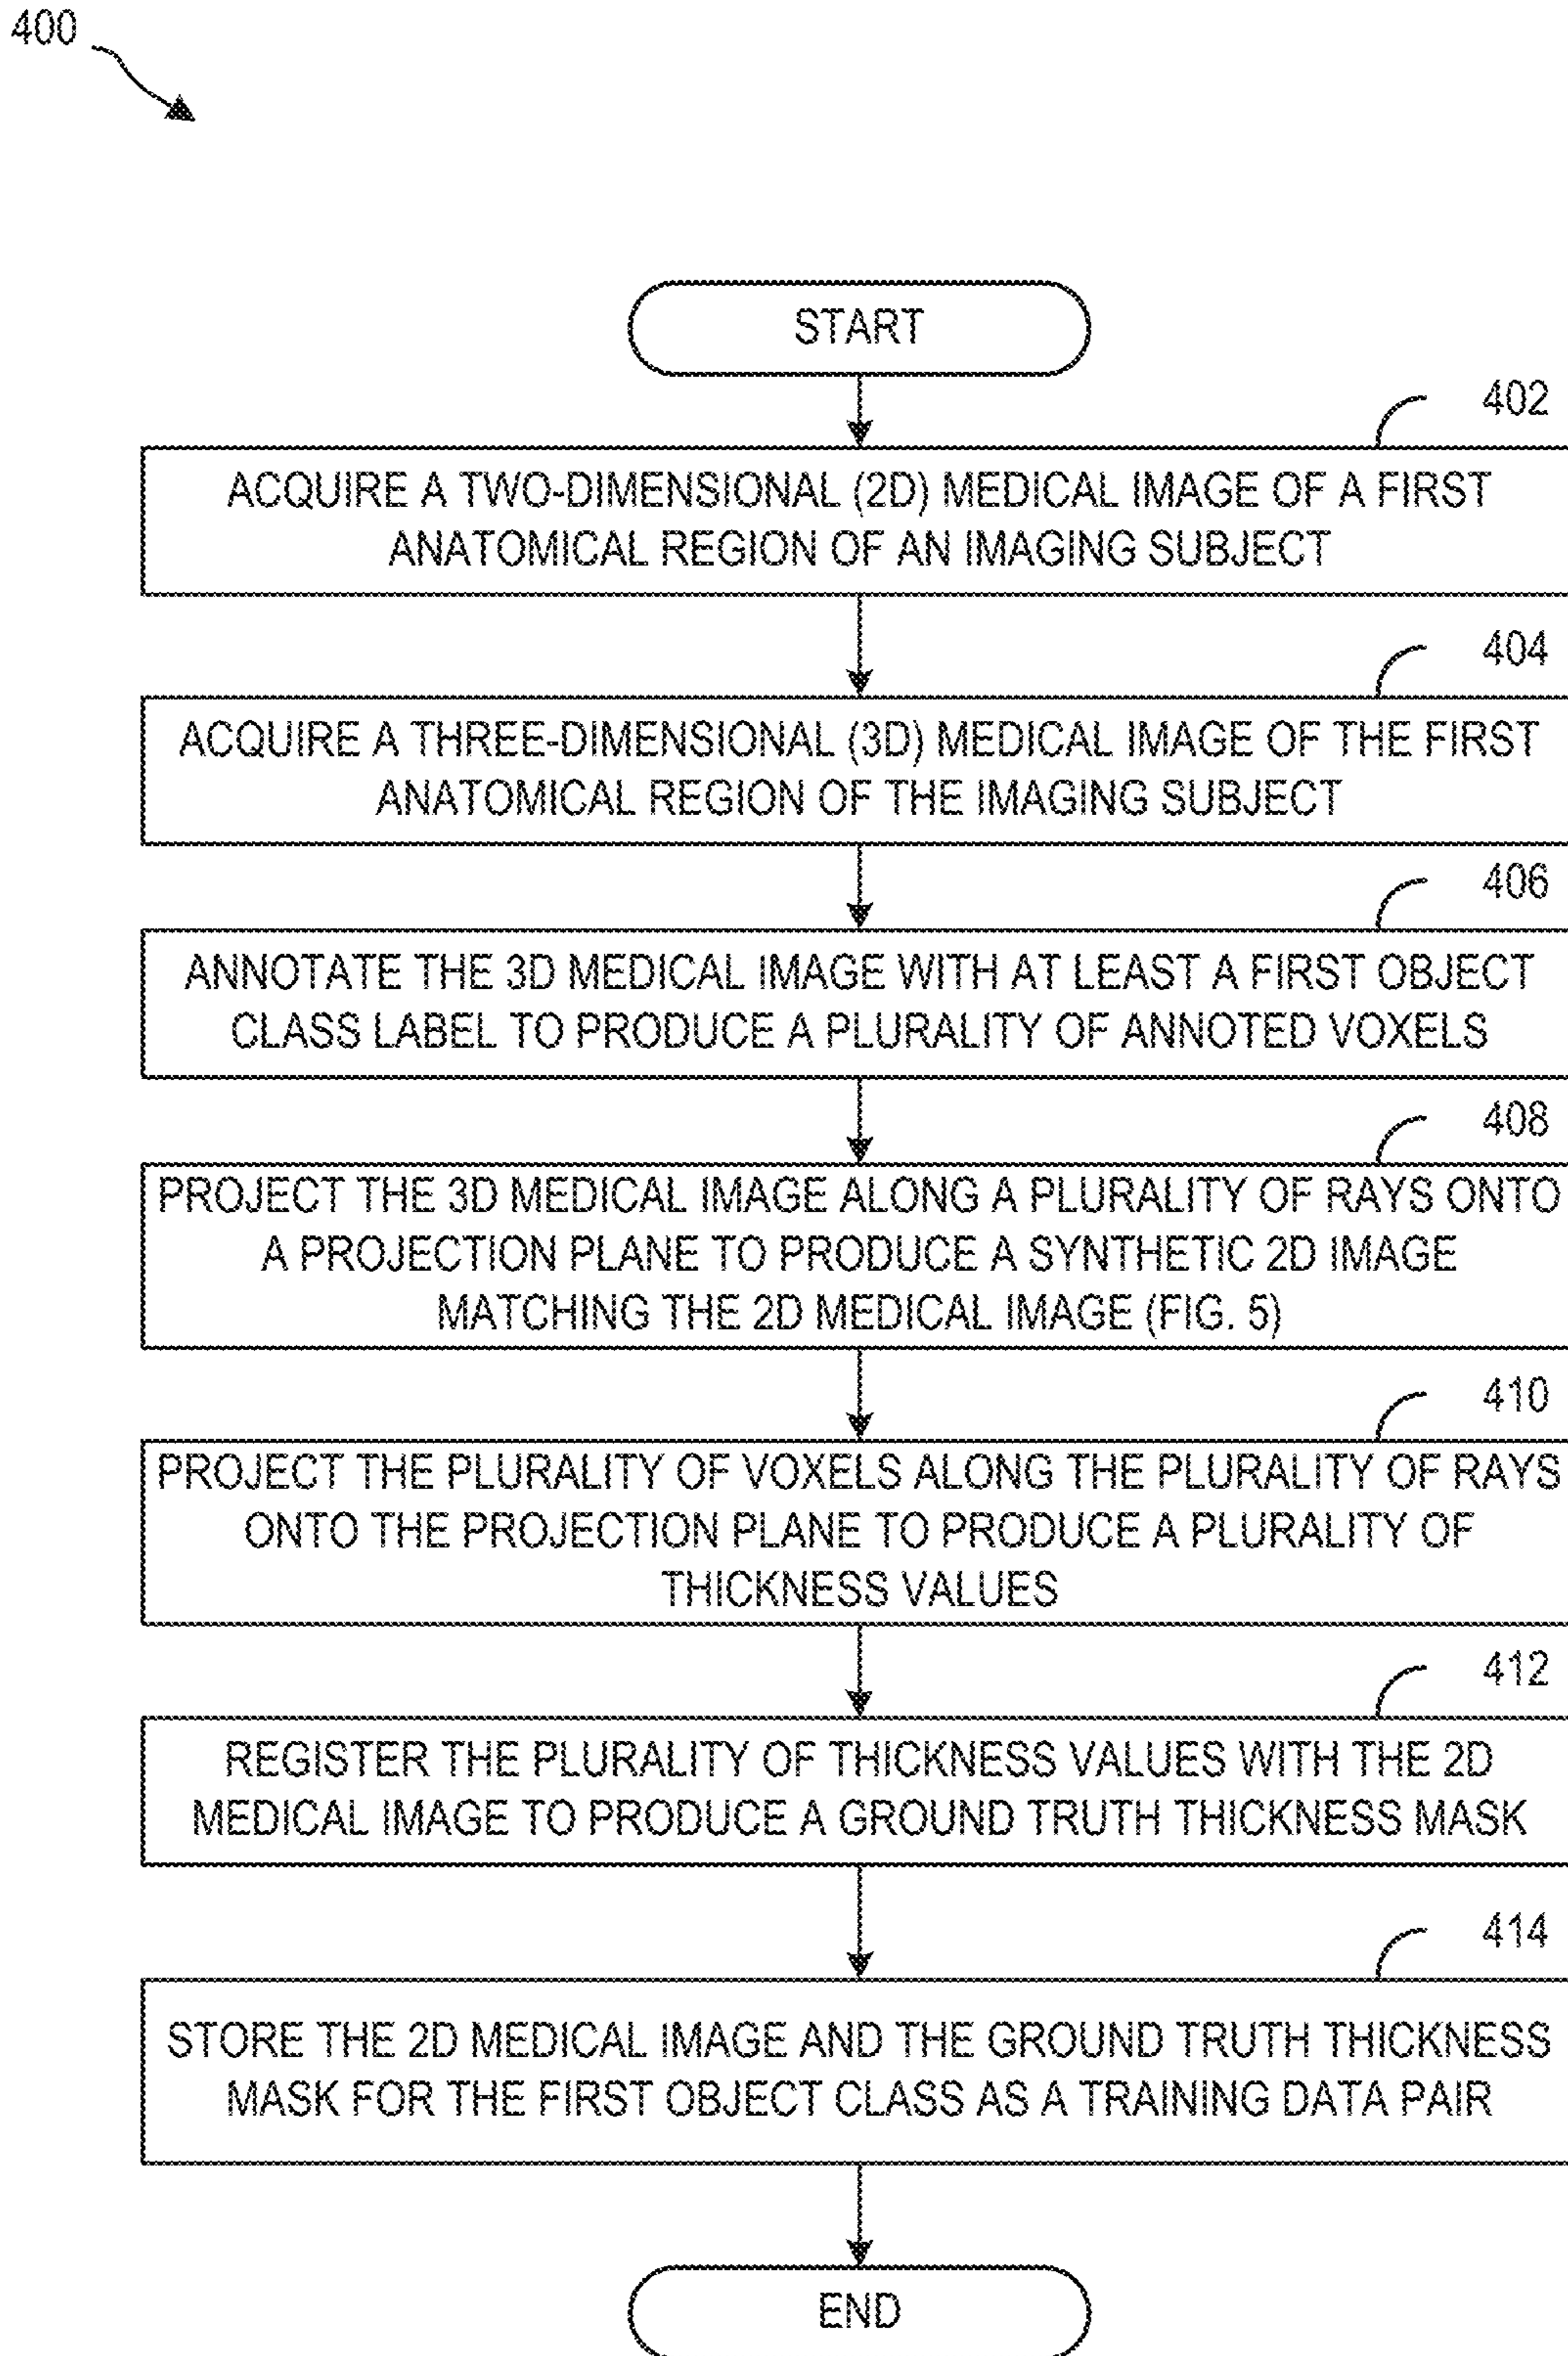 400
START
402
ACQUIRE A TWO-DIMENSIONAL (2D) MEDICAL IMAGE OF A FIRST
ANATOMICAL REGION OF AN IMAGING SUBJECT
404
ACQUIRE A THREE-DIMENSIONAL (3D) MEDICAL IMAGE OF THE FIRST
ANATOMICAL REGION OF THE IMAGING SUBJECT
406
ANNOTATE THE 3D MEDICAL IMAGE WITH AT LEAST A FIRST OBJECT
CLASS LABEL TO PRODUCE A PLURALITY OF ANNOTED VOXELS
408
PROJECT THE 3D MEDICAL IMAGE ALONG A PLURALITY OF RAYS ONTO
A PROJECTION PLANE TO PRODUCE A SYNTHETIC 2D IMAGE
MATCHING THE 2D MEDICAL IMAGE (FIG. 5)
410
PROJECT THE PLURALITY OF VOXELS ALONG THE PLURALITY OF RAYS
ONTO THE PROJECTION PLANE TO PRODUCE A PLURALITY OF
THICKNESS VALUES
412
REGISTER THE PLURALITY OF THICKNESS VALUES WITH THE 2D
MEDICAL IMAGE TO PRODUCE A GROUND TRUTH THICKNESS MASK
414
STORE THE 2D MEDICAL IMAGE AND THE GROUND TRUTH THICKNESS
MASK FOR THE FIRST OBJECT CLASS AS A TRAINING DATA PAIR
END